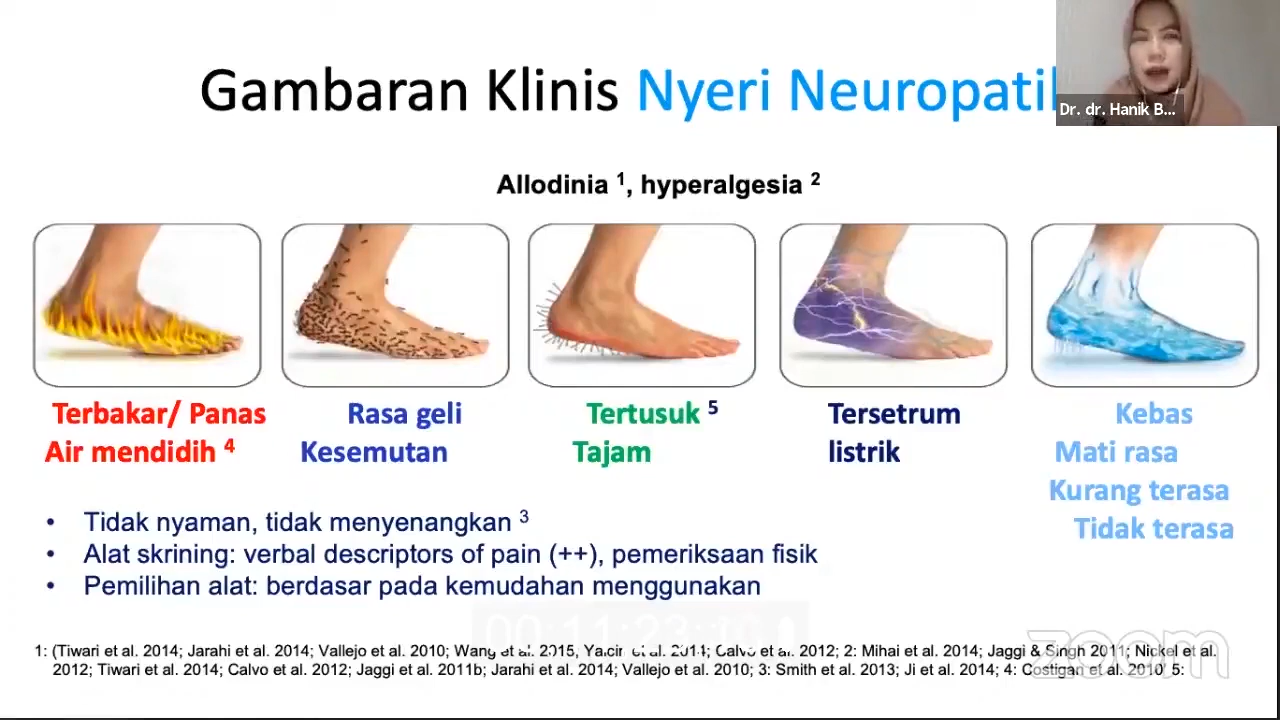 Gambaran Klinis Nyeri Neuropatik
Dr. dr. Hanik B...
Allodinia ¹, hyperalgesia ²
Terbakar/ Panas
Air mendidih ⁴
Rasa geli
Kesemutan
Tertusuk ⁵
Tajam
Tersetrum
listrik
Kebas
Mati rasa
Kurang terasa
Tidak terasa
• Tidak nyaman, tidak menyenangkan ³
• Alat skrining: verbal descriptors of pain (++), pemeriksaan fisik
• Pemilihan alat: berdasar pada kemudahan menggunakan
1: (Tiwari et al. 2014; Jarahi et al. 2014; Vallejo et al. 2010; Wang et al. 2015, Yalcin et al. 2014; Calvo et al. 2012; 2: Mihai et al. 2014; Jaggi & Singh 2011; Nickel et al.
2012; Tiwari et al. 2014; Calvo et al. 2012; Jaggi et al. 2011b; Jarahi et al. 2014; Vallejo et al. 2010; 3: Smith et al. 2013; Ji et al. 2014; 4: Costigan et al. 2010 5:
zoom